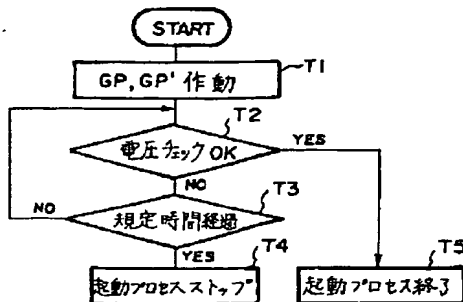 START
GP, GP' 作動
T1
T2
電圧チェックOK
YES
NO
T3
NO
規定時間経過
YES
T4
T5
起動プロセスストップ
起動プロセス終了